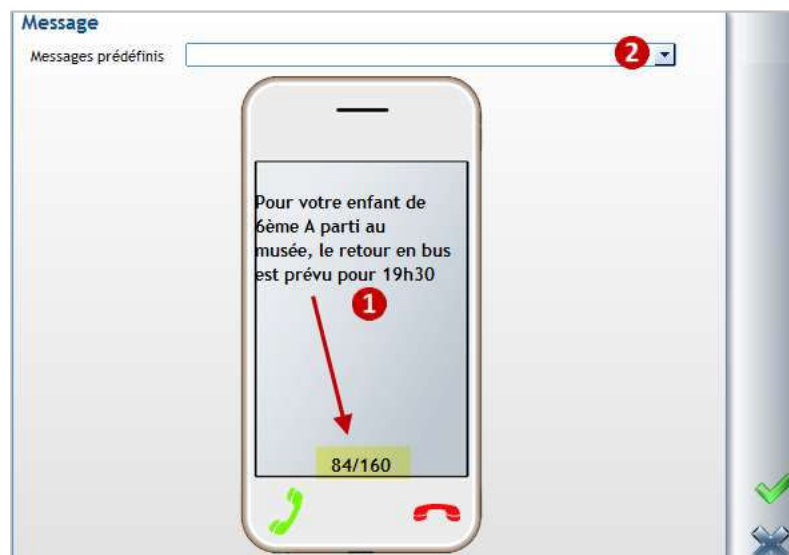 Message
Messages prédéfinis
2
Pour votre enfant de
6ème A parti au
musée, le retour en bus
est prévu pour 19h30
1
84/160